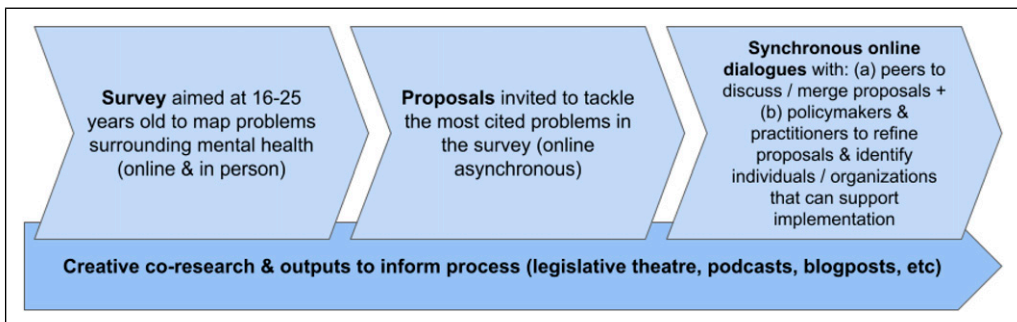 Survey aimed at 16-25
years old to map problems
surrounding mental health
(online & in person)
Proposals invited to tackle
the most cited problems in
the survey (online
asynchronous)
Synchronous online
dialogues with: (a) peers to
discuss / merge proposals +
(b) policymakers &
practitioners to refine
proposals & identify
individuals / organizations
that can support
implementation
Creative co-research & outputs to inform process (legislative theatre, podcasts, blogposts, etc)